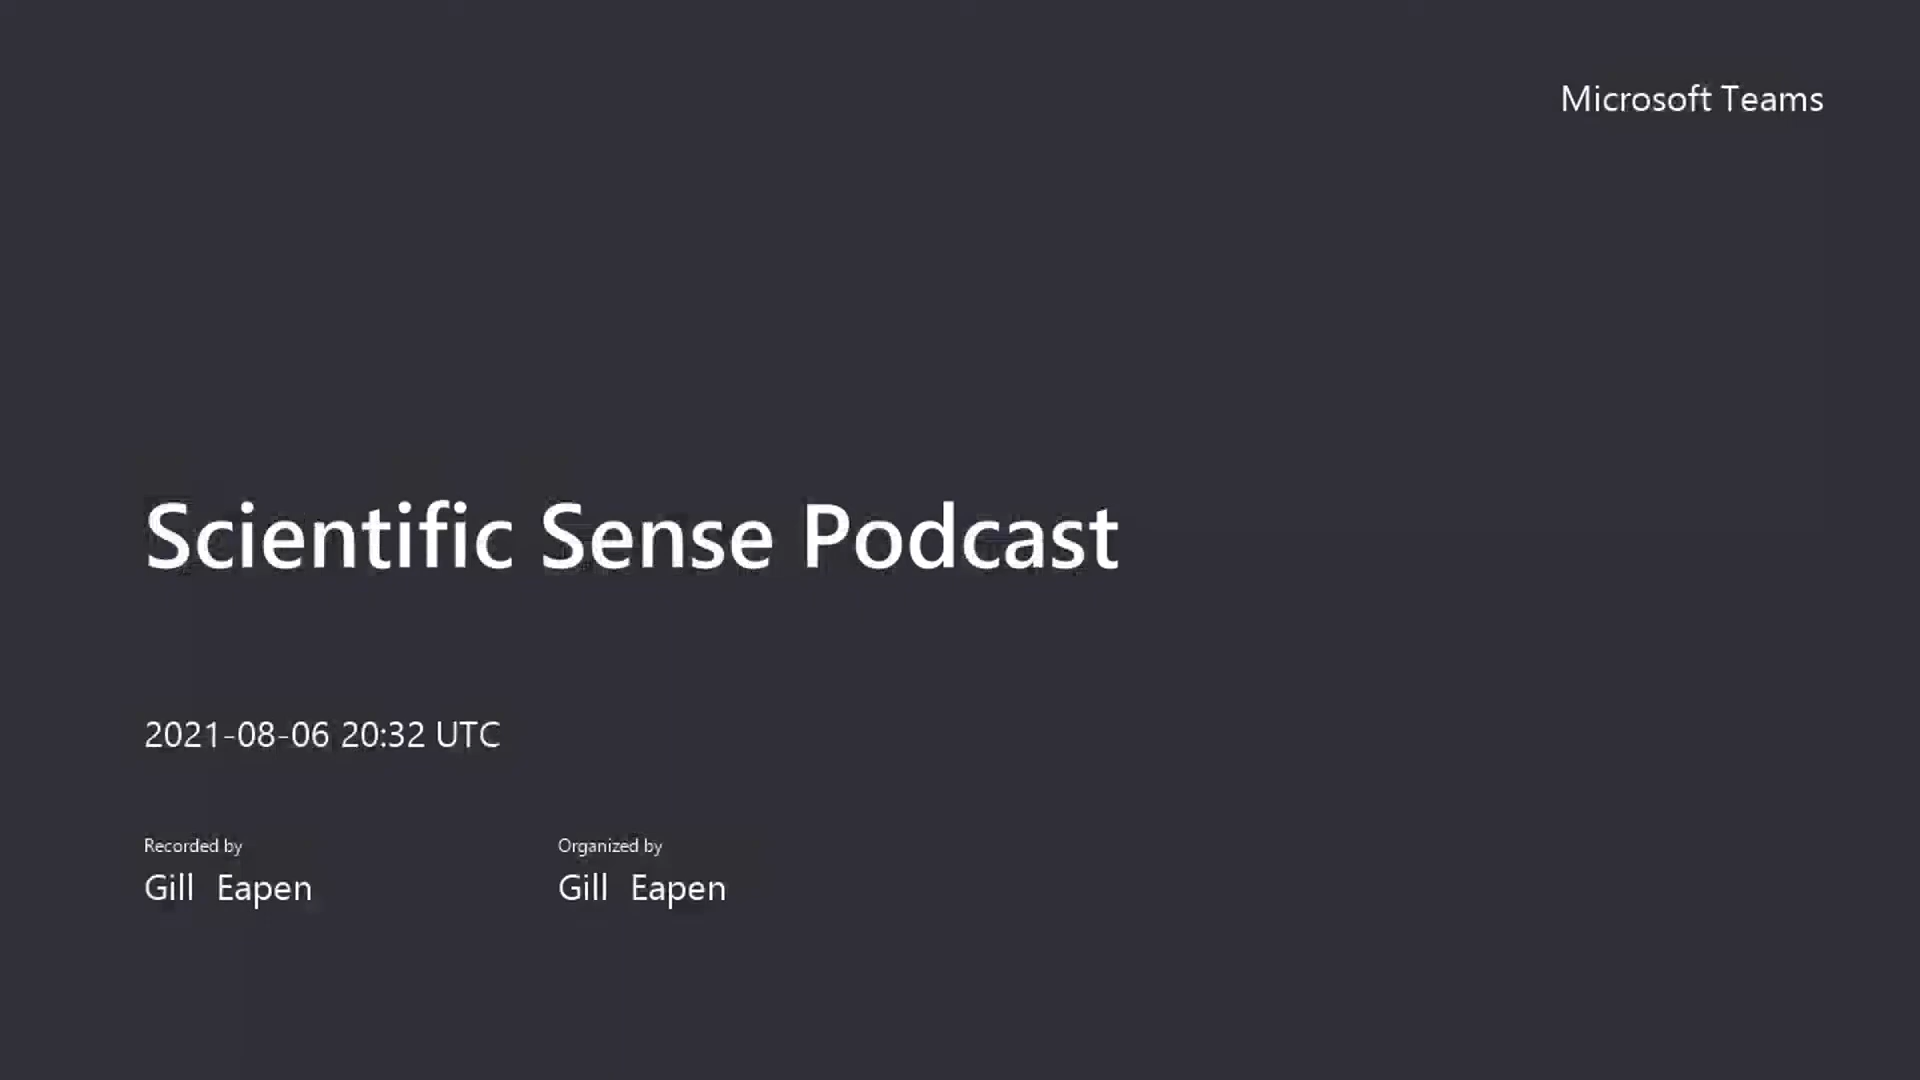 Microsoft Teams
Scientific Sense Podcast
2021-08-06 20:32 UTC
Recorded by
Gill Eapen
Organized by
Gill Eapen